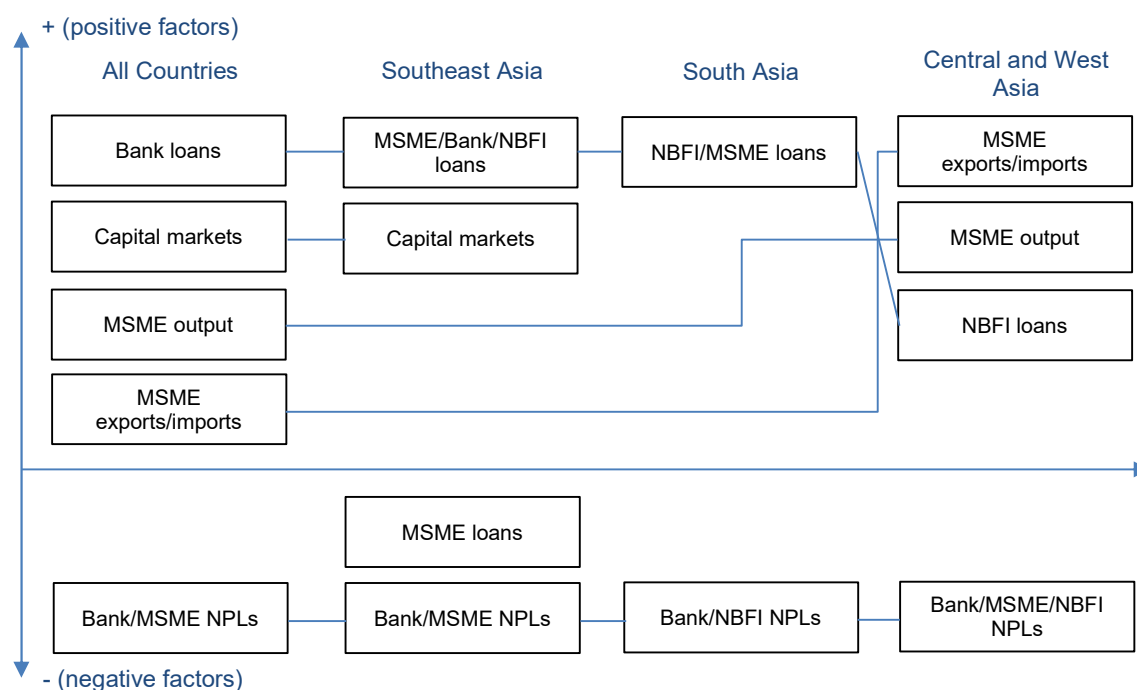 + (positive factors)
All Countries
Southeast Asia
South Asia
Central and West
Asia
Bank loans
MSME/Bank/NBFI
loans
NBFI/MSME loans
MSME
exports/imports
Capital markets
Capital markets
MSME output
MSME output
NBFI loans
MSME
exports/imports
MSME loans
Bank/MSME NPLs
Bank/MSME NPLs
Bank/NBFI NPLs
Bank/MSME/NBFI
NPLs
- (negative factors)